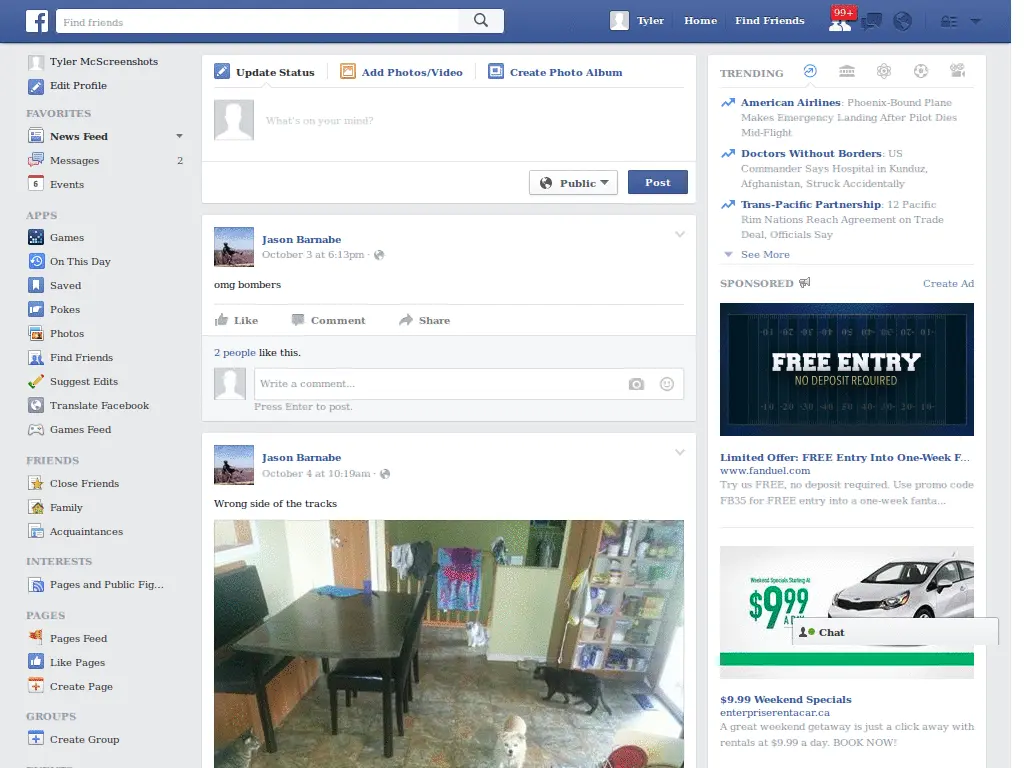 f
Find friends
Tyler
Home
Find Friends
99+
Tyler McScreenshots
Edit Profile
FAVORITES
News Feed
Messages 2
6 Events
APPS
Games
On This Day
Saved
Pokes
Photos
Find Friends
Suggest Edits
Translate Facebook
Games Feed
FRIENDS
Close Friends
Family
Acquaintances
INTERESTS
Pages and Public Fig...
PAGES
Pages Feed
Like Pages
Create Page
GROUPS
Create Group
Update Status
Add Photos/Video
Create Photo Album
What's on your mind?
Public
Post
Jason Barnabe
October 3 at 6:13pm ·
omg bombers
Like
Comment
Share
2 people like this.
Write a comment...
Press Enter to post.
Jason Barnabe
October 4 at 10:19am ·
Wrong side of the tracks
TRENDING
American Airlines: Phoenix-Bound Plane
Makes Emergency Landing After Pilot Dies
Mid-Flight
Doctors Without Borders: US
Commander Says Hospital in Kunduz,
Afghanistan, Struck Accidentally
Trans-Pacific Partnership: 12 Pacific
Rim Nations Reach Agreement on Trade
Deal, Officials Say
See More
SPONSORED
Create Ad
FREE ENTRY
NO DEPOSIT REQUIRED
Limited Offer: FREE Entry Into One-Week F...
www.fanduel.com
Try us FREE, no deposit required. Use promo code
FB35 for FREE entry into a one-week fanta...
Weekend Specials Starting At
$9.99
A DAY
Chat
$9.99 Weekend Specials
enterpriserentacar.ca
A great weekend getaway is just a click away with
rentals at $9.99 a day. BOOK NOW!